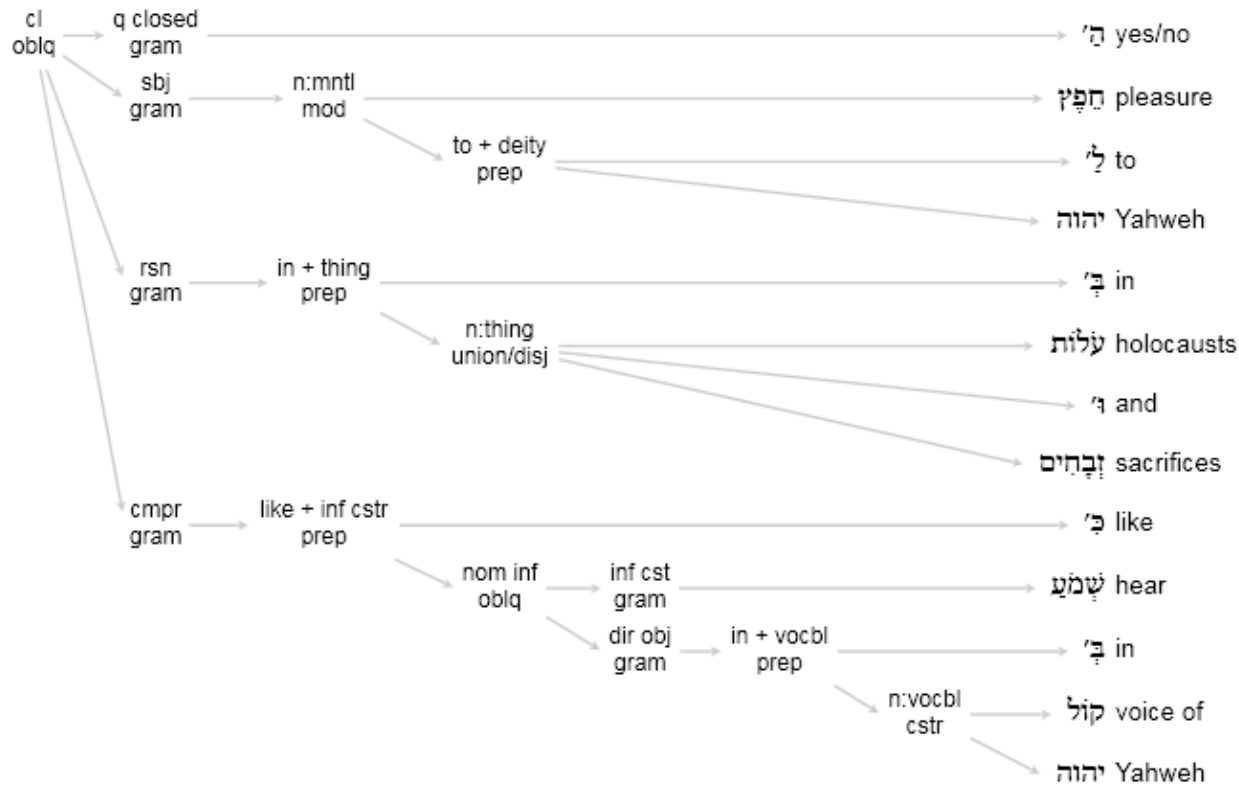 cl
oblq
q closed
gram
הַ׳ yes/no
sbj
gram
n:mntl
mod
חֵפֶץ pleasure
to + deity
prep
לַ׳ to
יהוה Yahweh
rsn
gram
in + thing
prep
בְּ׳ in
n:thing
union/disj
עֹלוֹת holocausts
וּ׳ and
זְבָחִים sacrifices
cmpr
gram
like + inf cstr
prep
כִּ׳ like
nom inf
oblq
inf cst
gram
שְׁמֹעַ hear
dir obj
gram
in + vocbl
prep
בְּ׳ in
n:vocbl
cstr
קוֹל voice of
יהוה Yahweh